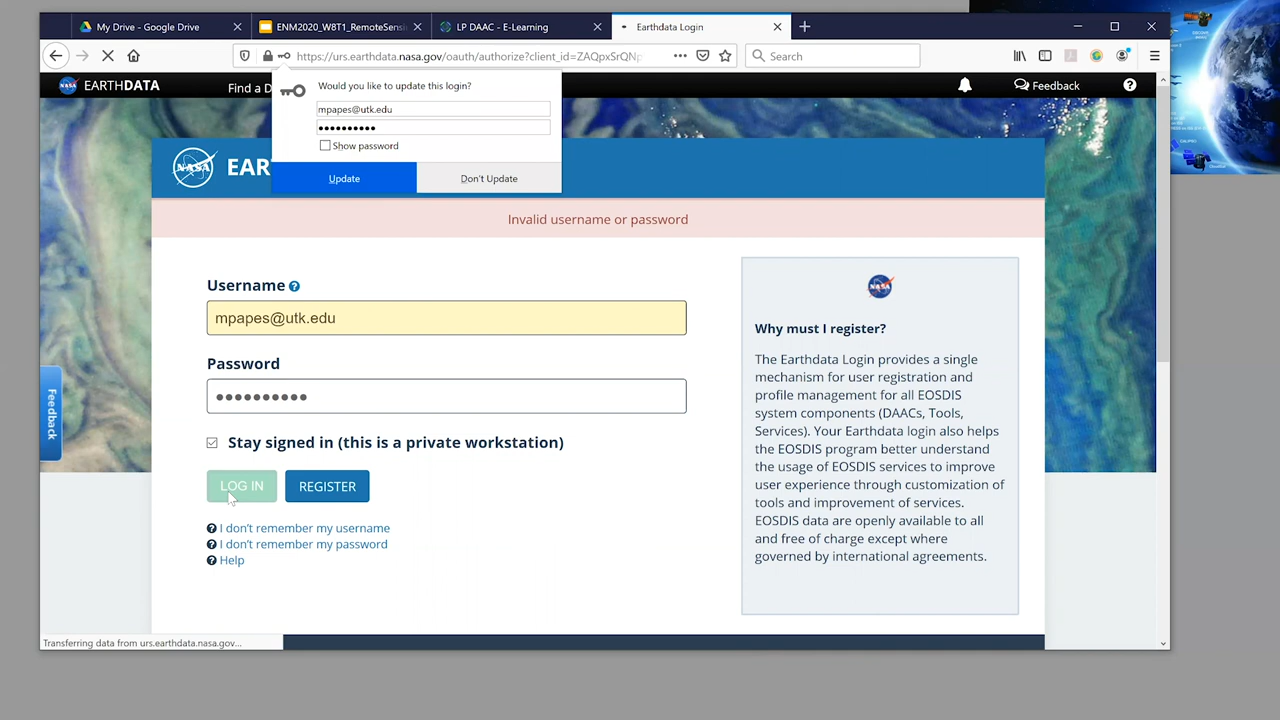 My Drive - Google Drive
ENM2020_W8T1_RemoteSensi
LP DAAC - E-Learning
Earthdata Login
https://urs.earthdata.nasa.gov/oauth/authorize?client_id=ZAQpxSrQNp
Search
EARTHDATA
Find a D
Feedback
Would you like to update this login?
mpapes@utk.edu
Show password
Update
Don't Update
NASA
EAR
Invalid username or password
Username
mpapes@utk.edu
Password
Stay signed in (this is a private workstation)
LOG IN
REGISTER
I don't remember my username
I don't remember my password
Help
Feedback
NASA
Why must I register?
The Earthdata Login provides a single
mechanism for user registration and
profile management for all EOSDIS
system components (DAACs, Tools,
Services). Your Earthdata login also helps
the EOSDIS program better understand
the usage of EOSDIS services to improve
user experience through customization of
tools and improvement of services.
EOSDIS data are openly available to all
and free of charge except where
governed by international agreements.
Transferring data from urs.earthdata.nasa.gov...